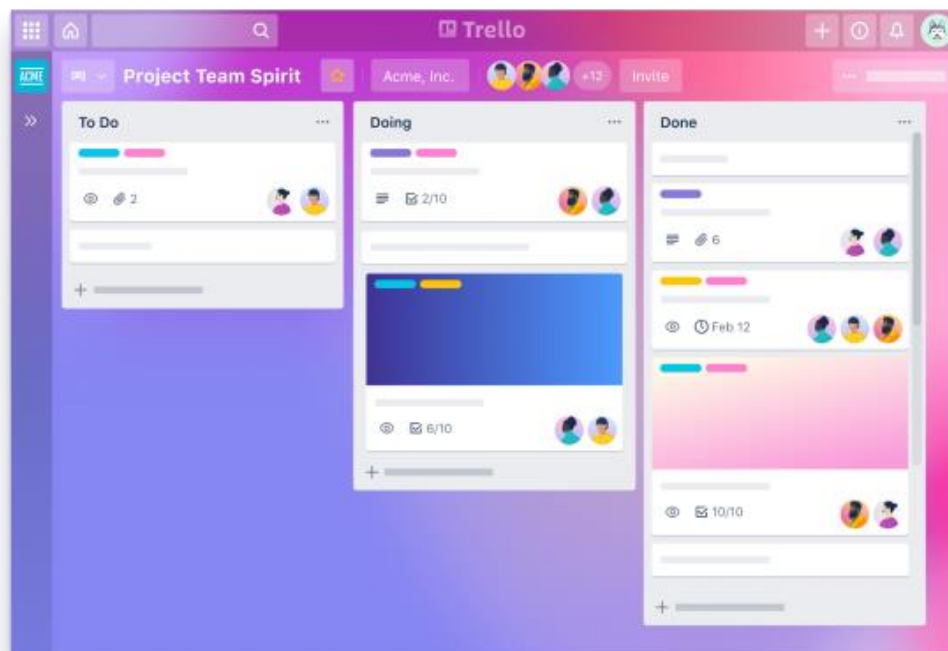 Trello
ACME
Project Team Spirit
Acme, Inc.
+12
Invite
To Do
2
Doing
2/10
6/10
Done
6
Feb 12
10/10